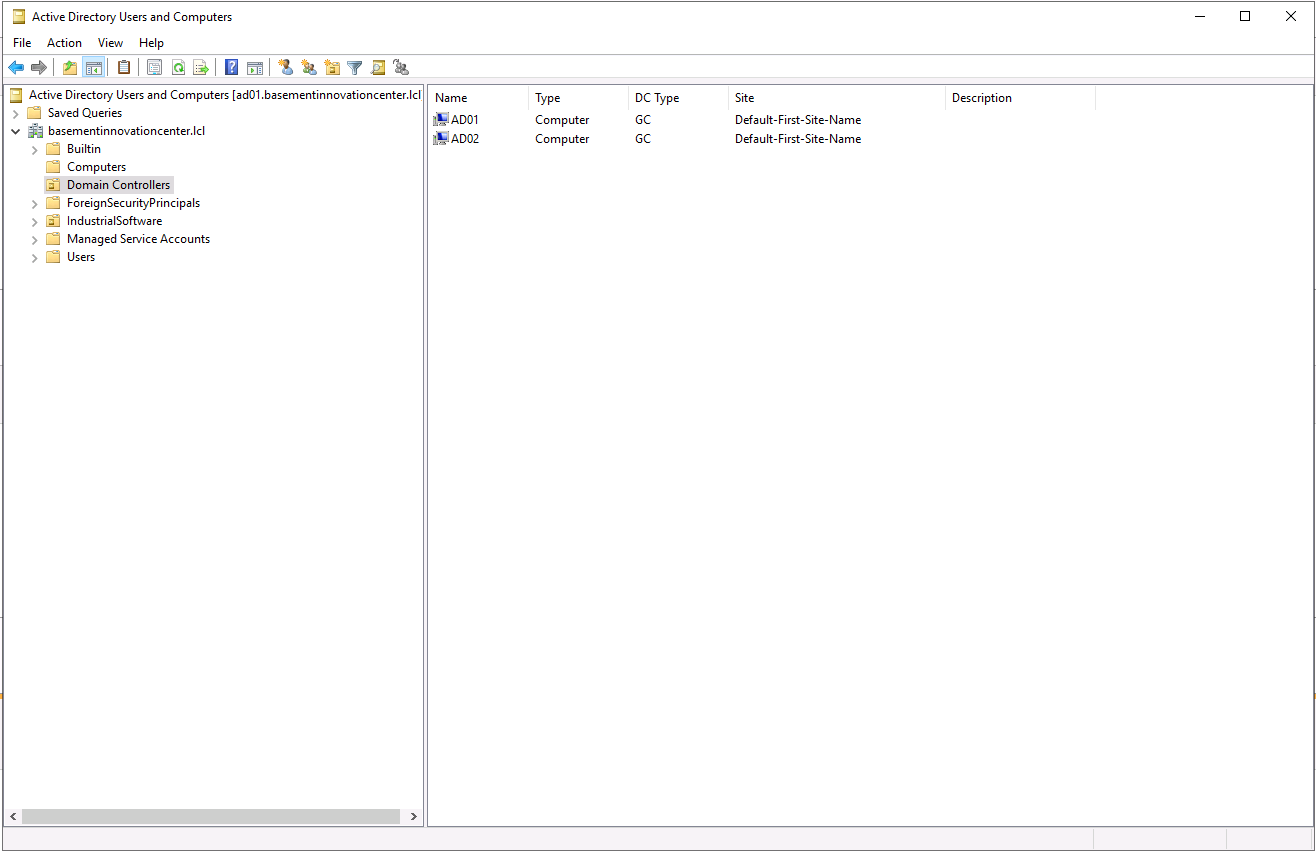 Active Directory Users and Computers
File Action View Help
Active Directory Users and Computers [ad01.basementinnovationcenter.lcl
Saved Queries
basementinnovationcenter.lcl
Builtin
Computers
Domain Controllers
ForeignSecurityPrincipals
IndustrialSoftware
Managed Service Accounts
Users
Name Type DC Type Site Description
AD01 Computer GC Default-First-Site-Name
AD02 Computer GC Default-First-Site-Name